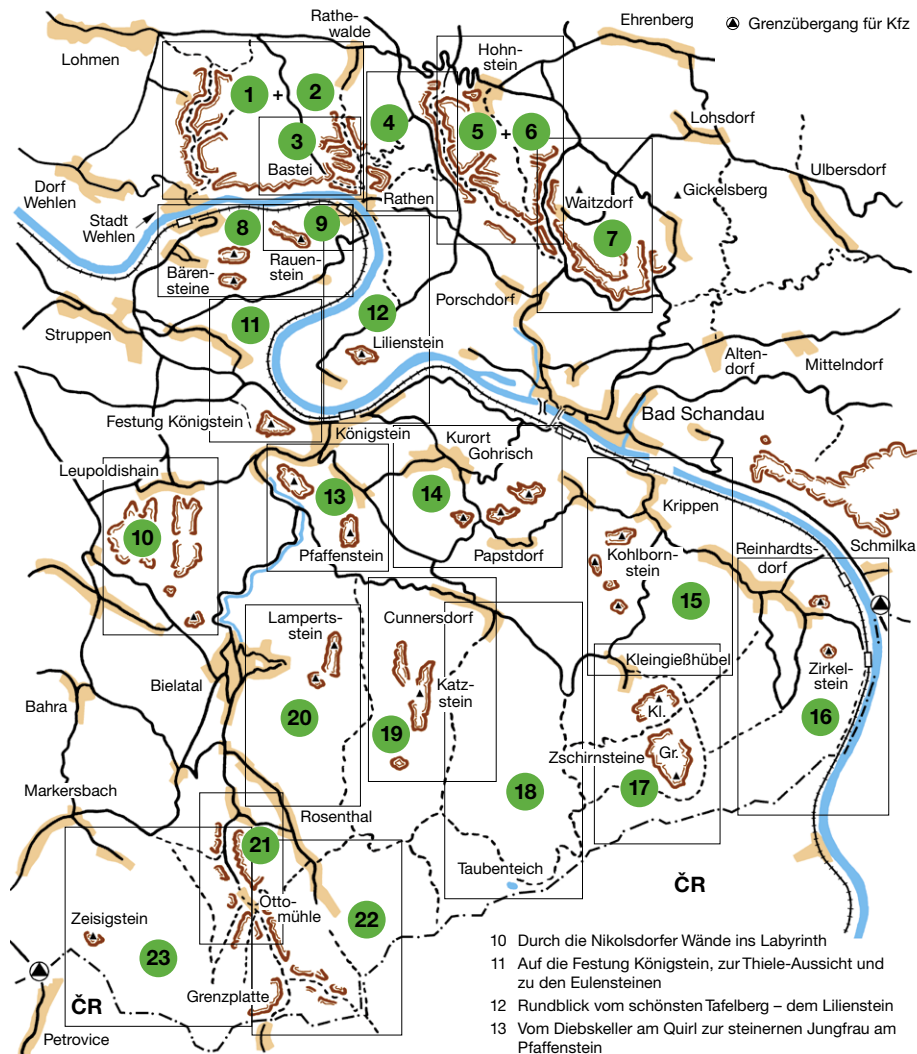 Rathe-
walde
Ehrenberg
Grenzübergang für Kfz
Lohmen
Hohn-
stein
1 + 2
4
3
5 + 6
Lohsdorf
Bastei
Dorf
Wehlen
Rathen
Waitzdorf
Gickelsberg
Ulbersdorf
Stadt
Wehlen
8
9
7
Rauen-
stein
Bären-
steine
Porschdorf
11
12
Struppen
Lilienstein
Alten-
dorf
Mittelndorf
Festung Königstein
Königstein
Bad Schandau
Kurort
Gohrisch
Leupoldishain
13
14
10
Krippen
Pfaffenstein
Papstdorf
Kohlborn-
stein
Schmilka
Reinhardts-
dorf
15
Lamperts-
stein
Cunnersdorf
Kleingießhübel
Zirkel-
stein
Bielatal
Katz-
stein
Bahra
20
19
Kl.
16
Zschirnsteine
Gr.
Markersbach
18
17
Rosenthal
21
Taubenteich
ČR
Otto-
mühle
Zeisigstein
22
23
Grenzplatte
ČR
Petrovice
10 Durch die Nikolsdorfer Wände ins Labyrinth
11 Auf die Festung Königstein, zur Thiele-Aussicht und
zu den Eulensteinen
12 Rundblick vom schönsten Tafelberg – dem Lilienstein
13 Vom Diebskeller am Quirl zur steinernen Jungfrau am
Pfaffenstein